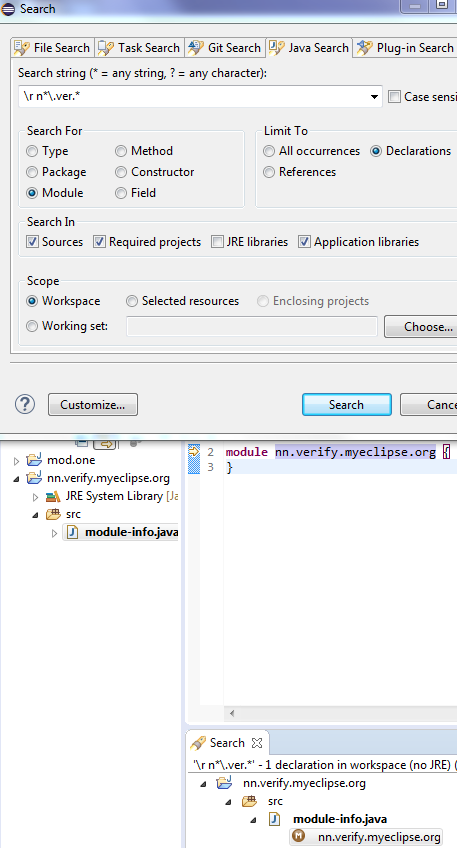 Search
File Search Task Search Git Search Java Search Plug-in Search
Search string (* = any string, ? = any character):
\r n*\.ver.* Case sensi
Search For Limit To
Type Method All occurrences Declarations
Package Constructor References
Module Field
Search In
Sources Required projects JRE libraries Application libraries
Scope
Workspace Selected resources Enclosing projects
Working set: Choose...
? Customize... Search Cance
mod.one
nn.verify.myeclipse.org
JRE System Library [Ja
src
module-info.java
2 module nn.verify.myeclipse.org {
3 }
Search
'\r n*\.ver.*' - 1 declaration in workspace (no JRE) (
nn.verify.myeclipse.org
src
module-info.java
M nn.verify.myeclipse.org